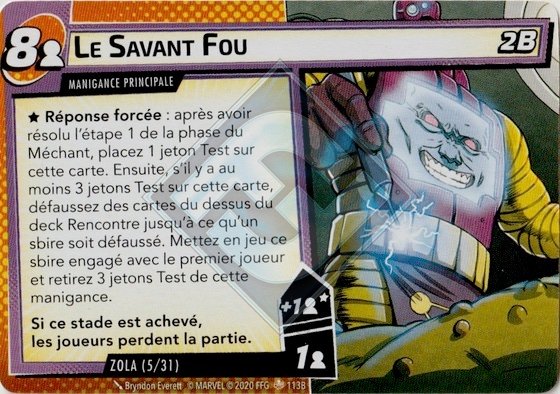 8 LE SAVANT FOU 2B
MANIGANCE PRINCIPALE
★ Réponse forcée : après avoir
résolu l'étape 1 de la phase du
Méchant, placez 1 jeton Test sur
cette carte. Ensuite, s'il y a au
moins 3 jetons Test sur cette carte,
défaussez des cartes du dessus du
deck Rencontre jusqu'à ce qu'un
sbire soit défaussé. Mettez en jeu ce
sbire engagé avec le premier joueur
et retirez 3 jetons Test de cette
manigance.
Si ce stade est achevé,
les joueurs perdent la partie.
+1 ★
1
ZOLA (5/31)
Bryndon Everett © MARVEL © 2020 FFG 113B